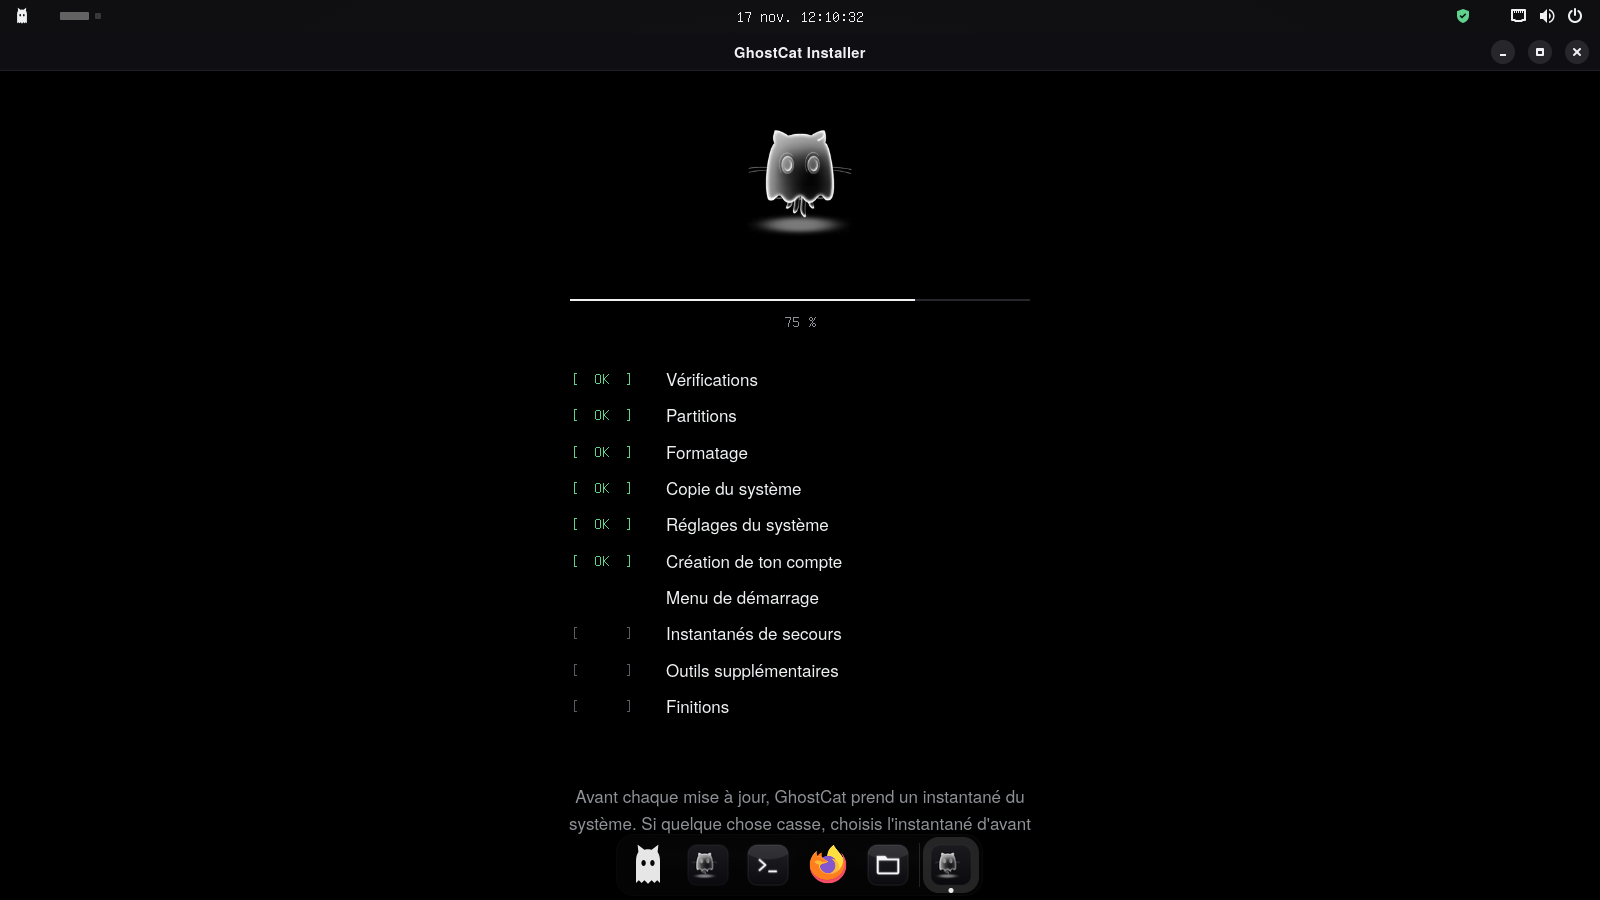 17 nov. 12:10:32
GhostCat Installer
75 %
[ OK ] Vérifications
[ OK ] Partitions
[ OK ] Formatage
[ OK ] Copie du système
[ OK ] Réglages du système
[ OK ] Création de ton compte
Menu de démarrage
[ ] Instantanés de secours
[ ] Outils supplémentaires
[ ] Finitions
Avant chaque mise à jour, GhostCat prend un instantané du
système. Si quelque chose casse, choisis l'instantané d'avant